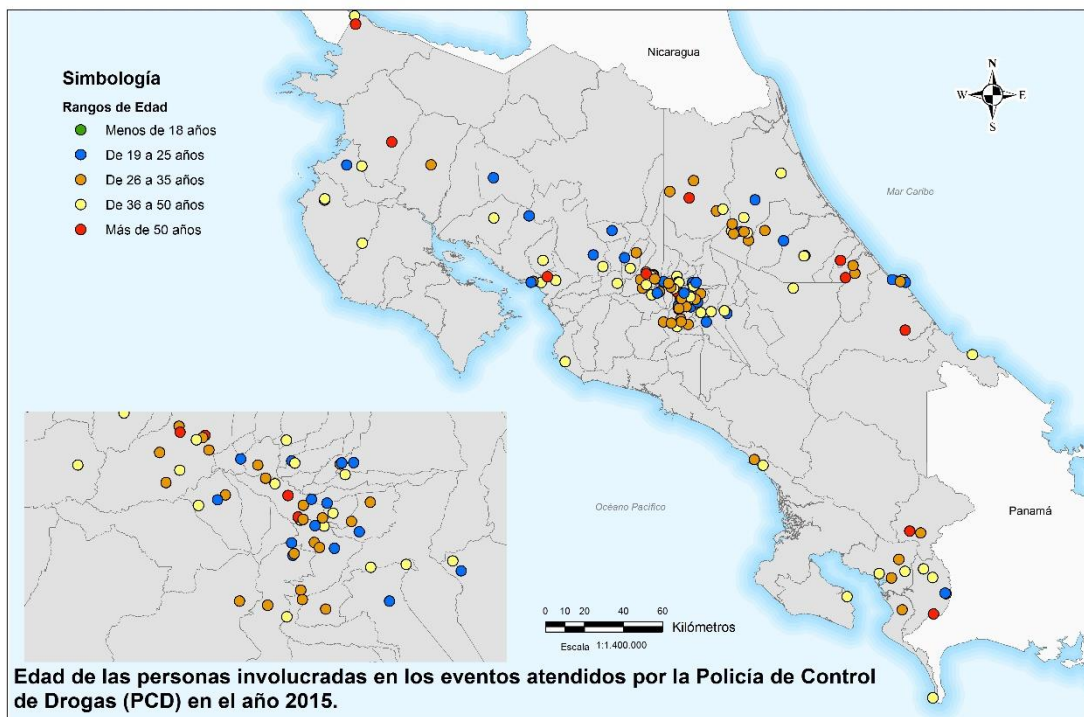 Nicaragua
Simbología
Rangos de Edad
Menos de 18 años
De 19 a 25 años
De 26 a 35 años
De 36 a 50 años
Más de 50 años
N
W E
S
Mar Caribe
Océano Pacifico
Panamá
0 10 20 40 60
Kilómetros
Escala 1:1.400.000
Edad de las personas involucradas en los eventos atendidos por la Policía de Control
de Drogas (PCD) en el año 2015.